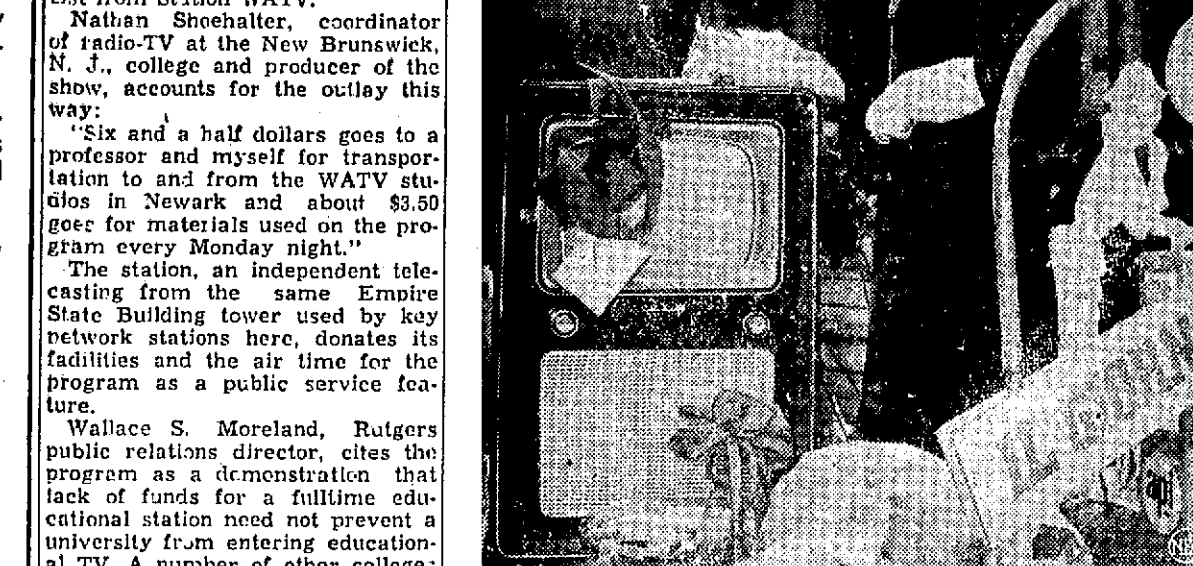 Nathan Shoehalter, coordinator
of radio-TV at the New Brunswick,
N. J., college and producer of the
show, accounts for the outlay this
way:
"Six and a half dollars goes to a
professor and myself for transpor-
tation to and from the WATV stu-
dios in Newark and about $3.50
goes for materials used on the pro-
gram every Monday night."
The station, an independent tele-
casting from the same Empire
State Building tower used by key
network stations here, donates its
fadilities and the air time for the
program as a public service fea-
ture.
Wallace S. Moreland, Rutgers
public relations director, cites the
program as a demonstration that
lack of funds for a fulltime edu-
cational station need not prevent a
university from entering education-
al TV. A number of other colleges